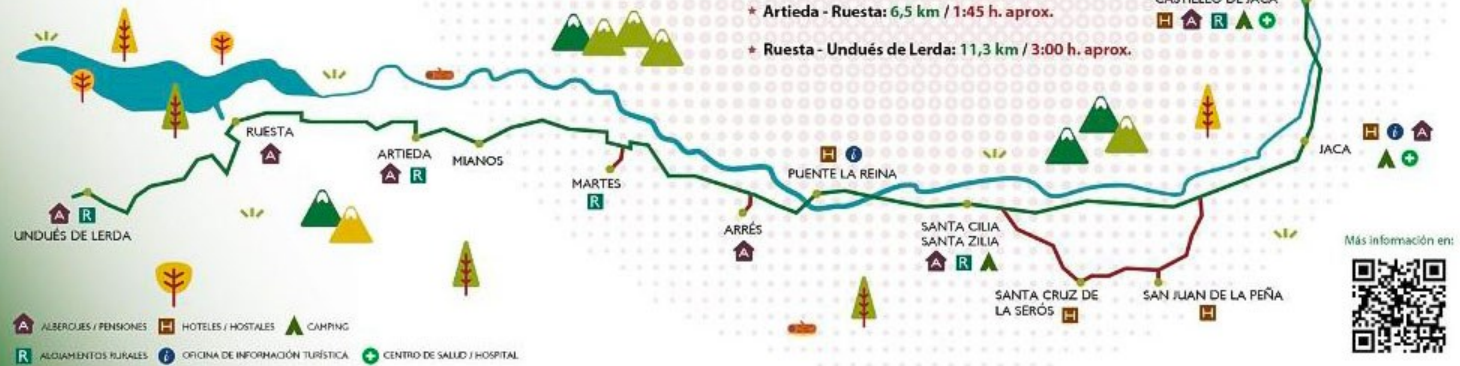 * Artieda - Ruesta: 6,5 km / 1:45 h. aprox.
* Ruesta - Undués de Lerda: 11,3 km / 3:00 h. aprox.
CASTIELLO DE JACA
H A R
RUESTA
A
ARTIEDA
A R
MIANOS
MARTES
R
H i
PUENTE LA REINA
JACA
H i A
A R
UNDUÉS DE LERDA
ARRÉS
A
SANTA CILIA
SANTA ZILIA
A R
SANTA CRUZ DE
LA SERÓS H
SAN JUAN DE LA PEÑA
H
Más información en:
A ALBERGUES / PENSIONES H HOTELES / HOSTALES CAMPING
R ALOJAMIENTOS RURALES i OFICINA DE INFORMACIÓN TURÍSTICA CENTRO DE SALUD / HOSPITAL